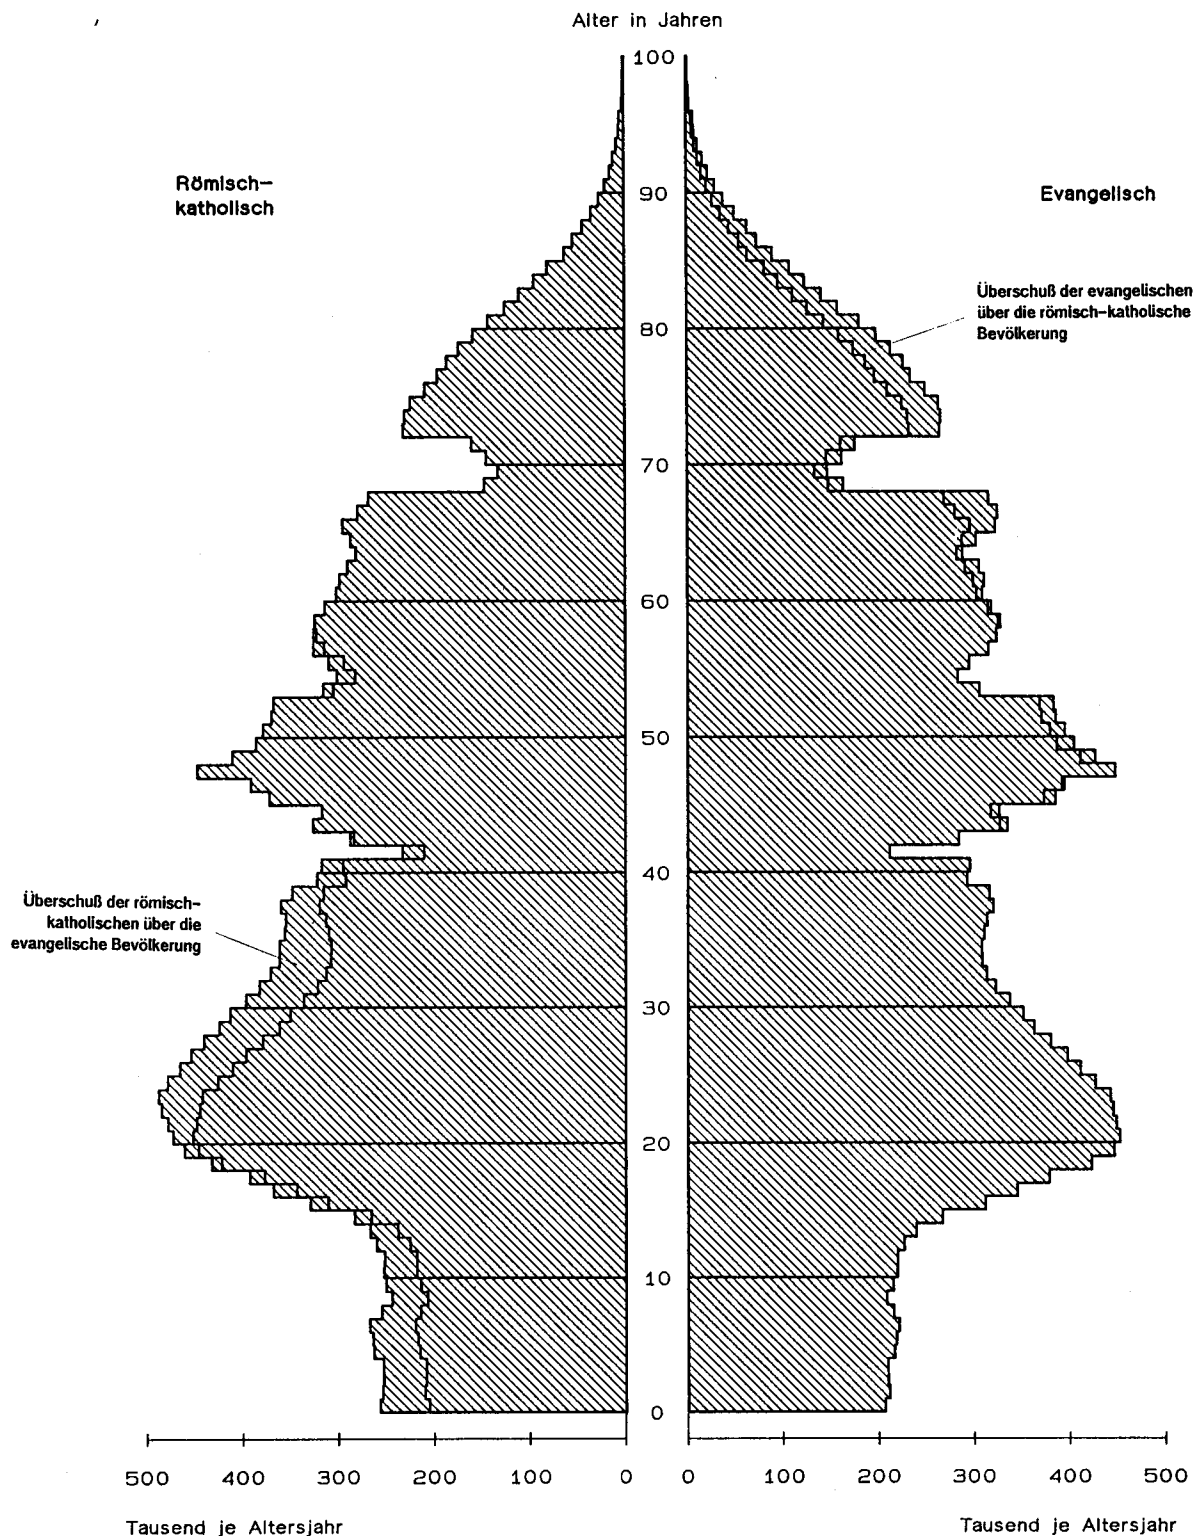 Alter in Jahren
100
Römisch-
katholisch
90
Evangelisch
Überschuß der evangelischen
über die römisch-katholische
Bevölkerung
80
70
60
50
40
Überschuß der römisch-
katholischen über die
evangelische Bevölkerung
30
20
10
0
500 400 300 200 100 0 0 100 200 300 400 500
Tausend je Altersjahr Tausend je Altersjahr